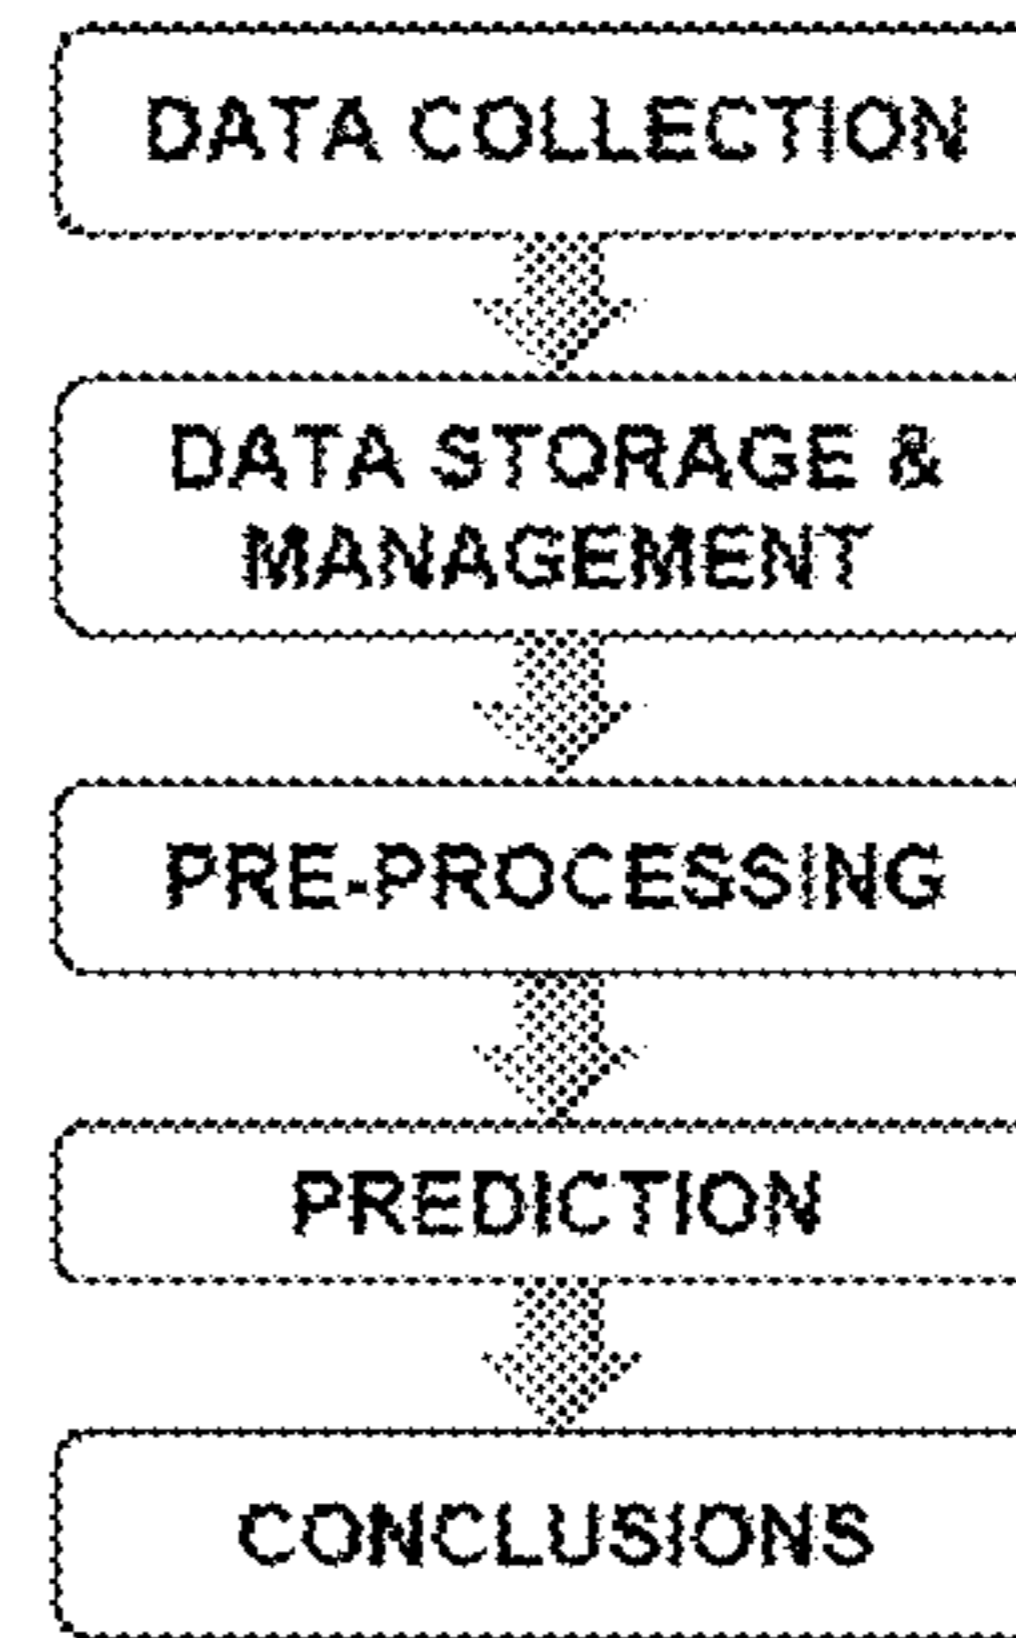 DATA COLLECTION
DATA STORAGE &
MANAGEMENT
PRE-PROCESSING
PREDICTION
CONCLUSIONS